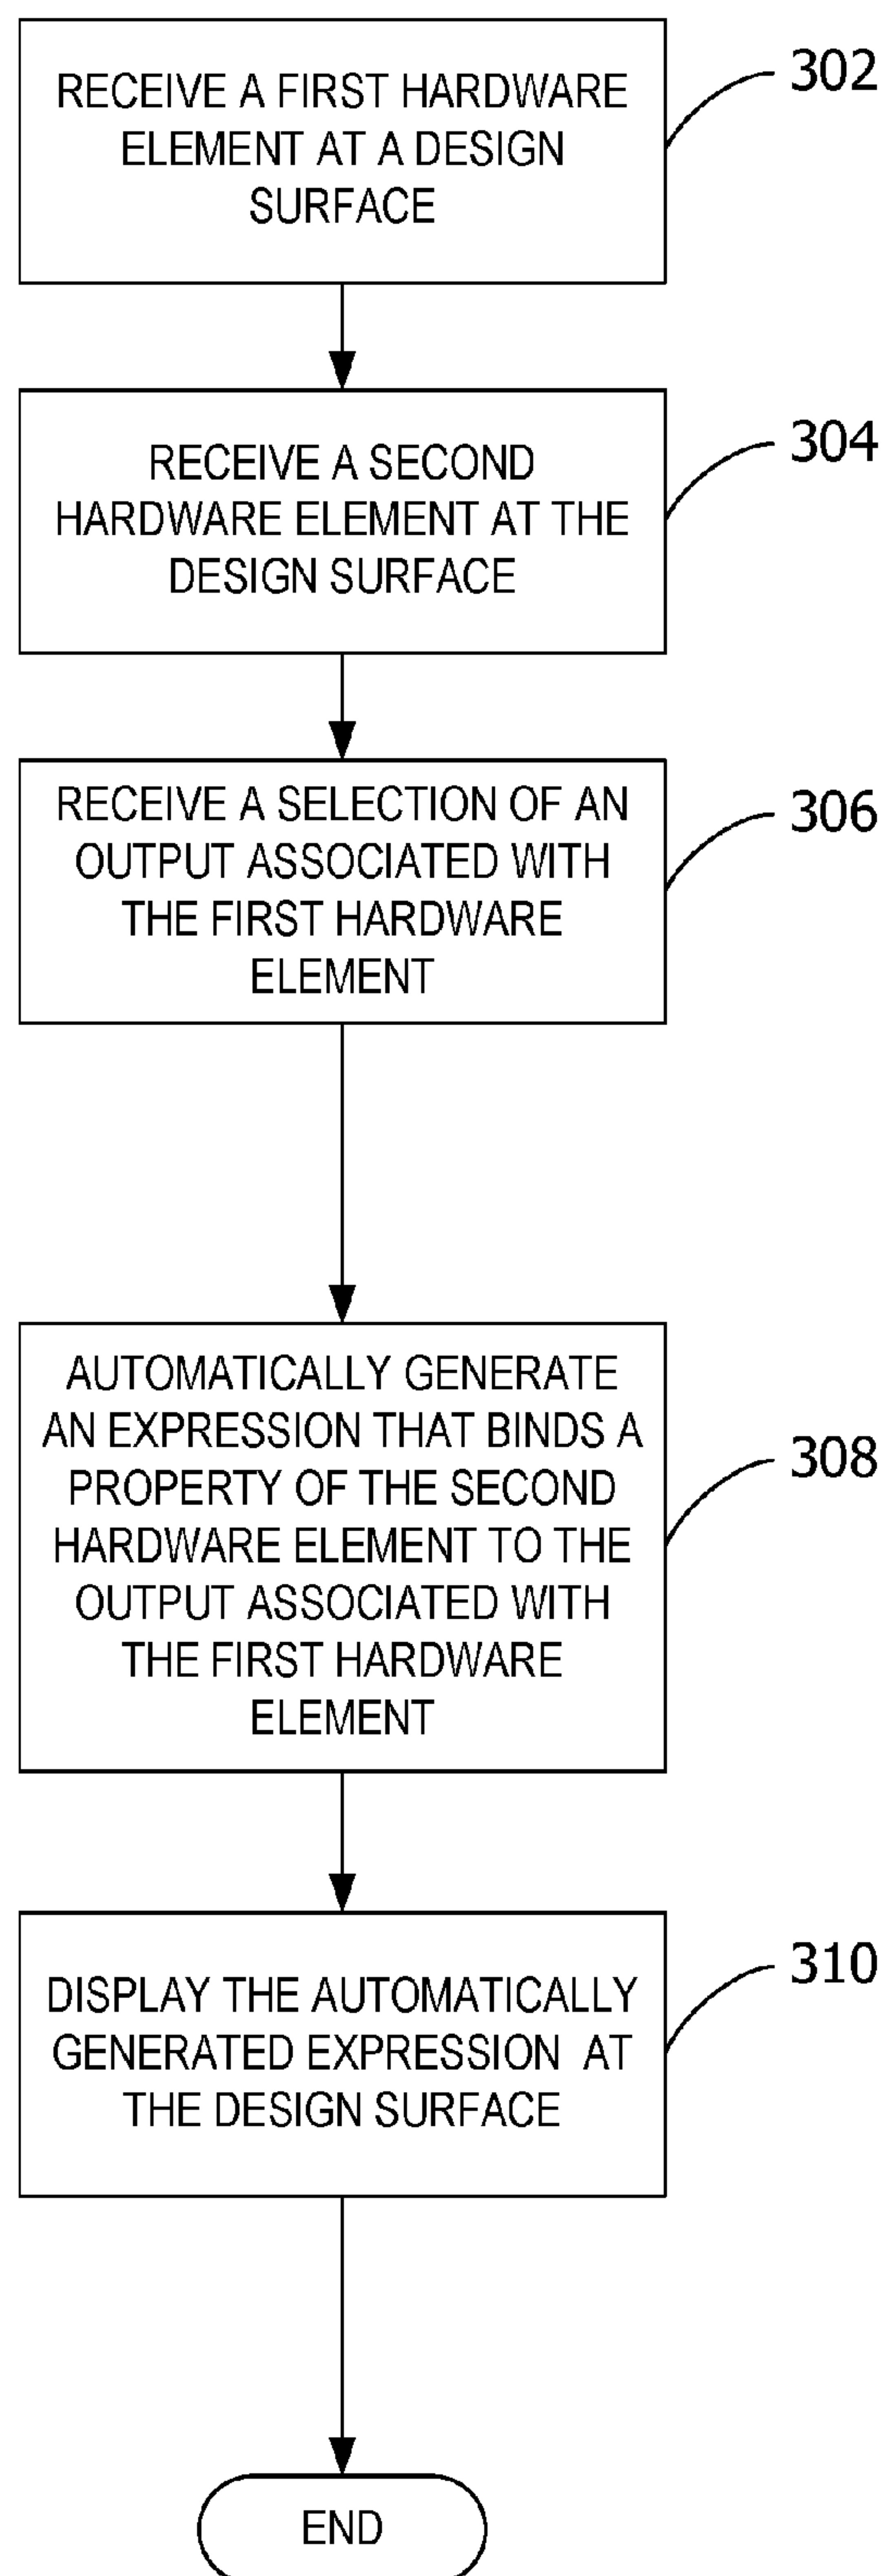 RECEIVE A FIRST HARDWARE
ELEMENT AT A DESIGN
SURFACE
302
RECEIVE A SECOND
HARDWARE ELEMENT AT THE
DESIGN SURFACE
304
RECEIVE A SELECTION OF AN
OUTPUT ASSOCIATED WITH
THE FIRST HARDWARE
ELEMENT
306
AUTOMATICALLY GENERATE
AN EXPRESSION THAT BINDS A
PROPERTY OF THE SECOND
HARDWARE ELEMENT TO THE
OUTPUT ASSOCIATED WITH
THE FIRST HARDWARE
ELEMENT
308
DISPLAY THE AUTOMATICALLY
GENERATED EXPRESSION AT
THE DESIGN SURFACE
310
END